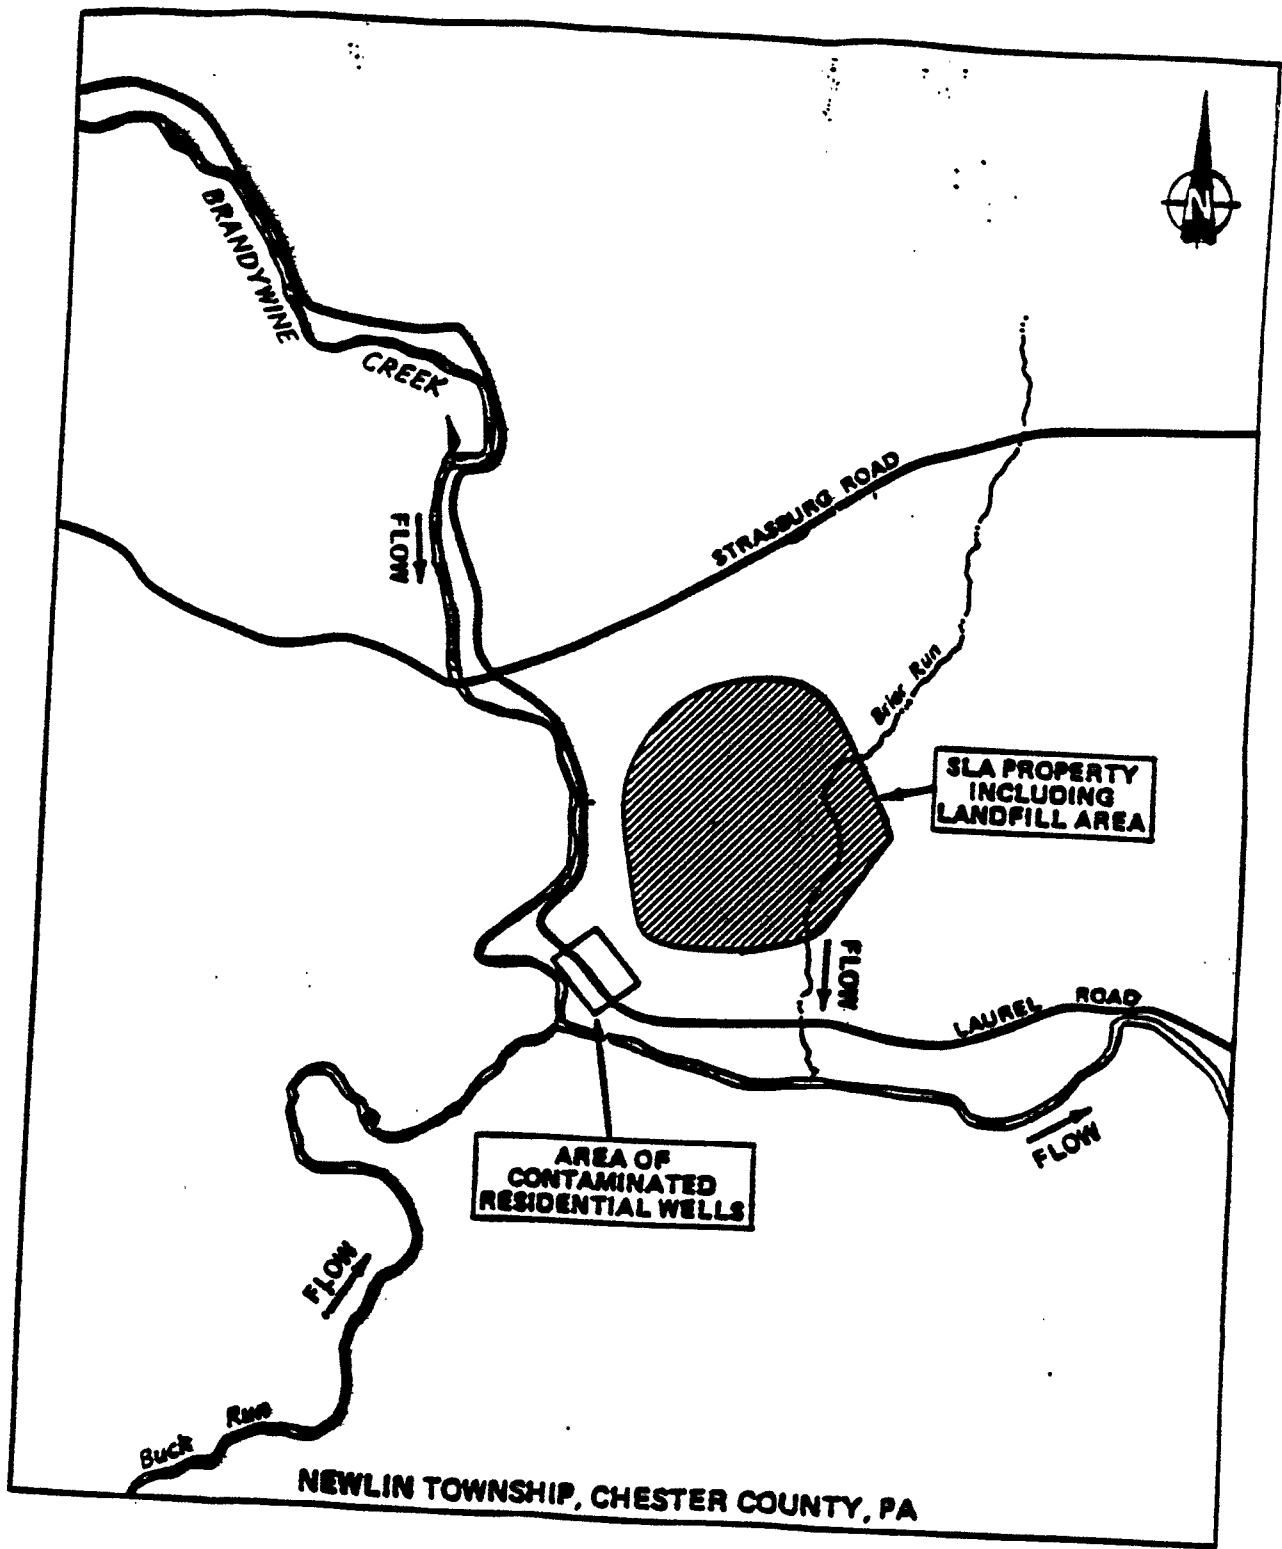 BRANDYWINE
CREEK
N
FLOW
STRASBURG ROAD
Brier Run
SLA PROPERTY
INCLUDING
LANDFILL AREA
FLOW
LAUREL ROAD
FLOW
AREA OF
CONTAMINATED
RESIDENTIAL WELLS
FLOW
Buck Run
NEWLIN TOWNSHIP, CHESTER COUNTY, PA